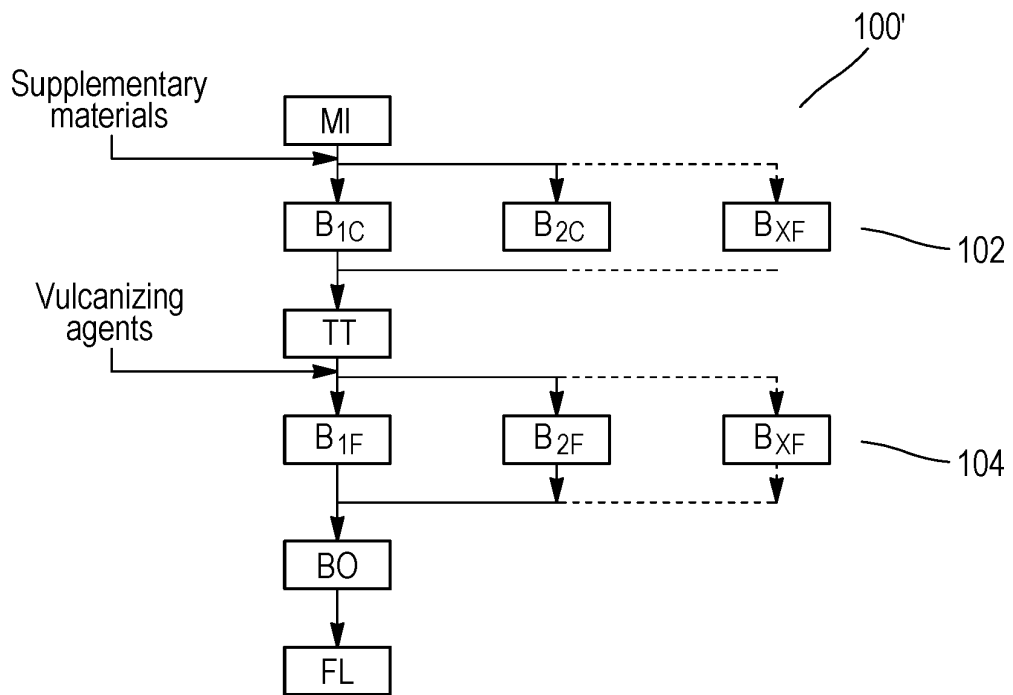 100'
Supplementary
materials
MI
B1C
B2C
BXF
102
Vulcanizing
agents
TT
B1F
B2F
BXF
104
BO
FL